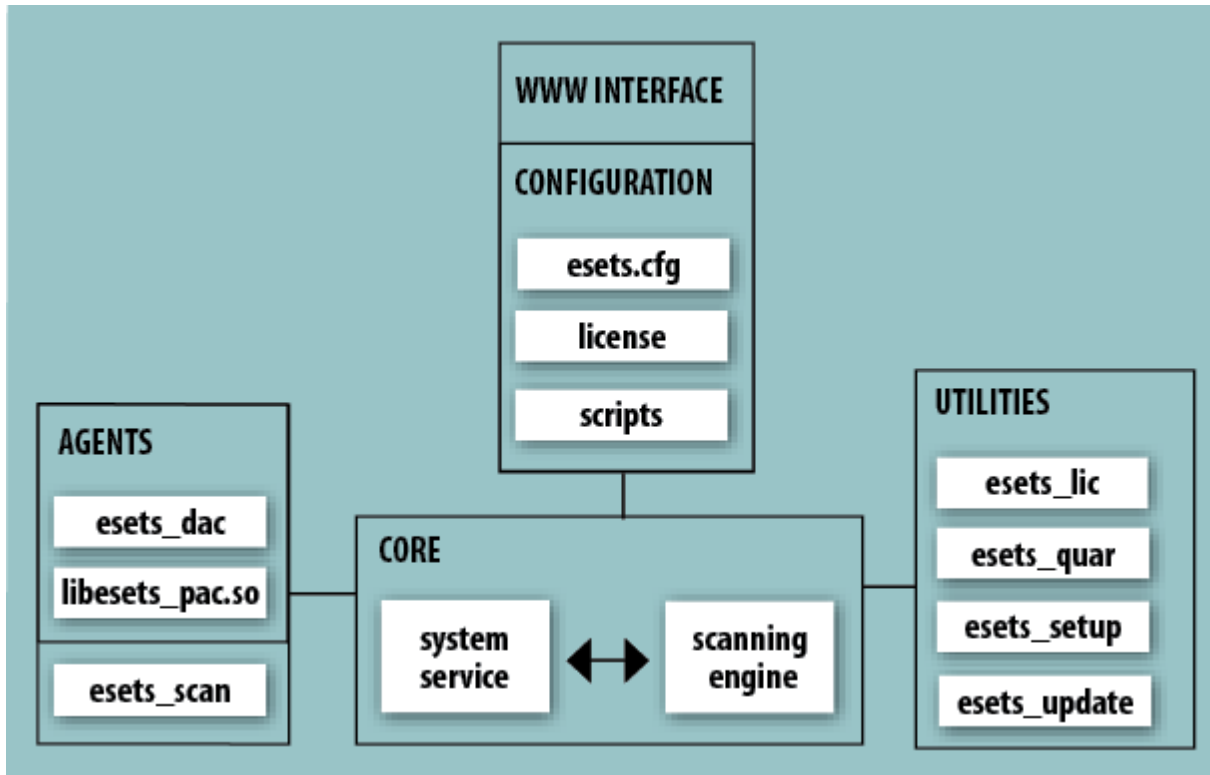 WWW INTERFACE
CONFIGURATION
esets.cfg
license
scripts
AGENTS
esets_dac
libesets_pac.so
esets_scan
CORE
system
service
scanning
engine
UTILITIES
esets_lic
esets_quar
esets_setup
esets_update